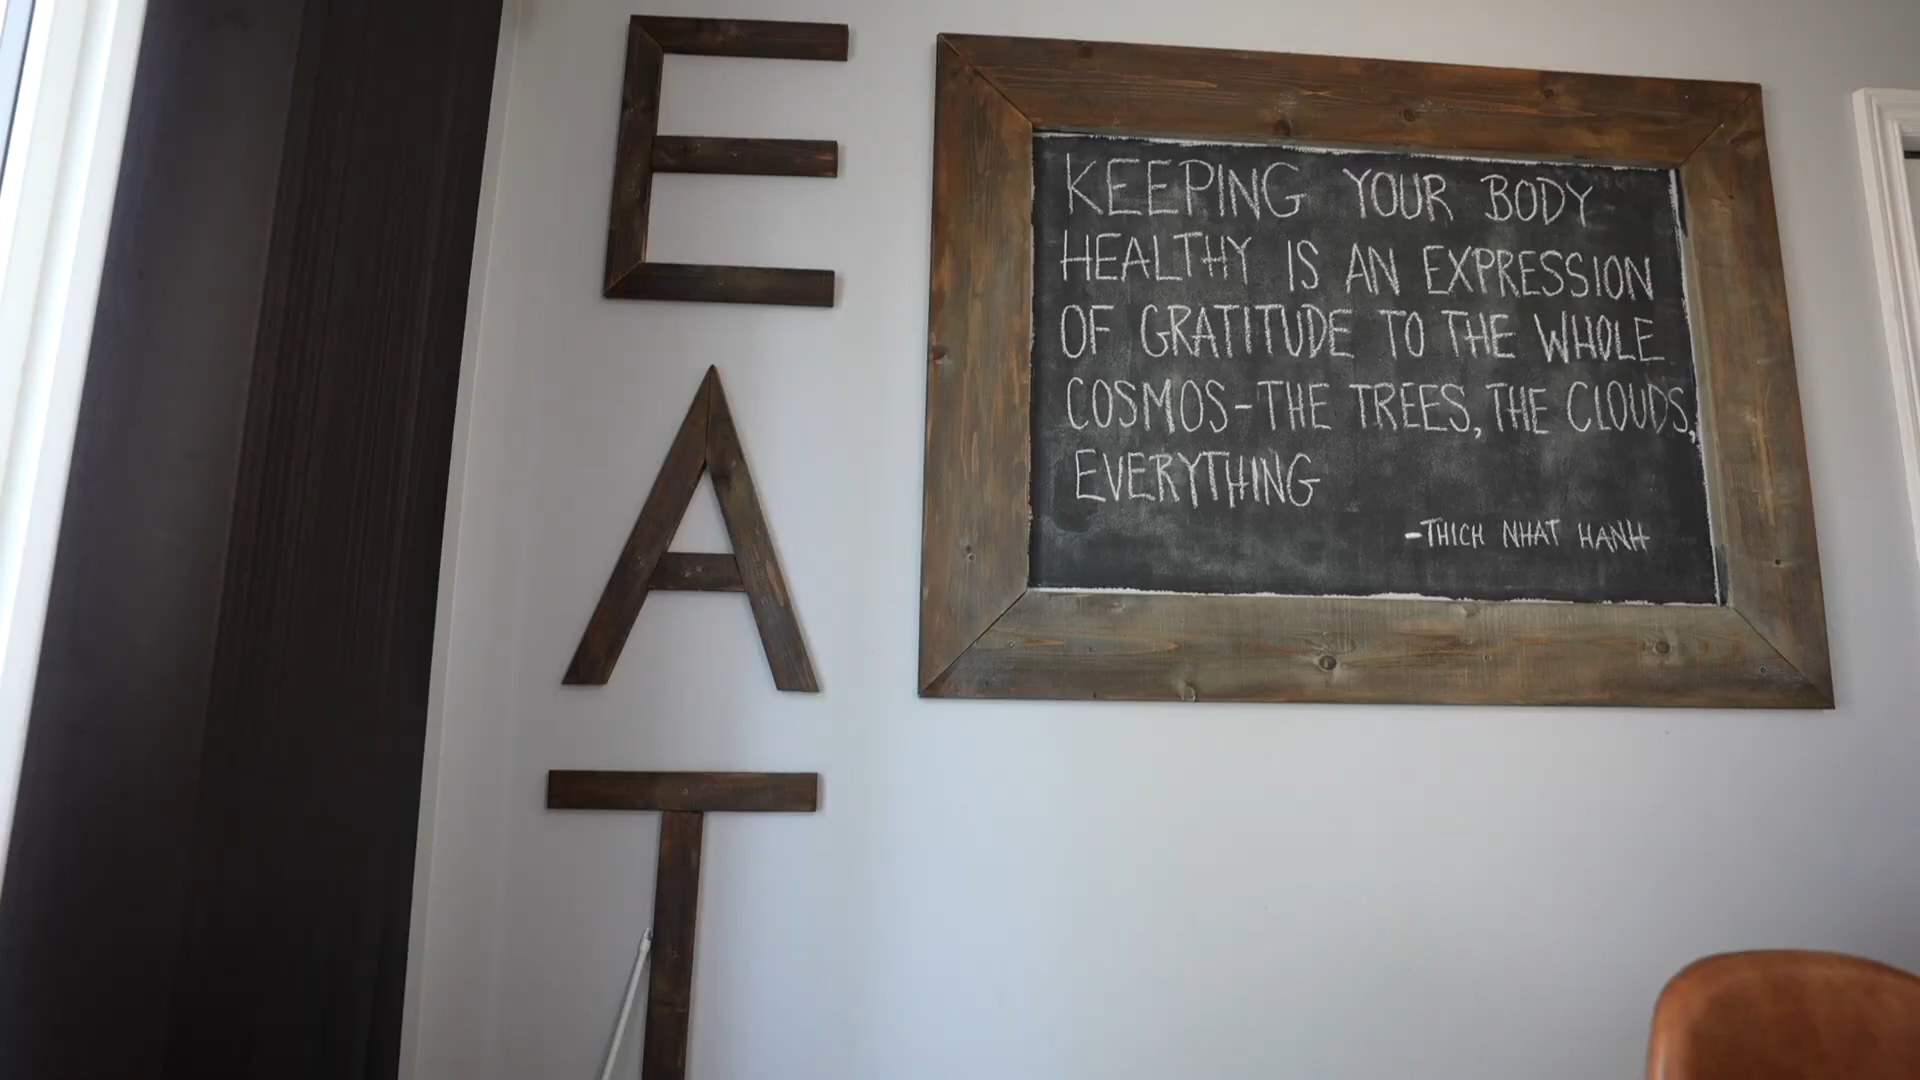 EAT
KEEPING YOUR BODY
HEALTHY IS AN EXPRESSION
OF GRATITUDE TO THE WHOLE
COSMOS-THE TREES, THE CLOUDS,
EVERYTHING
-THICH NHAT HANH